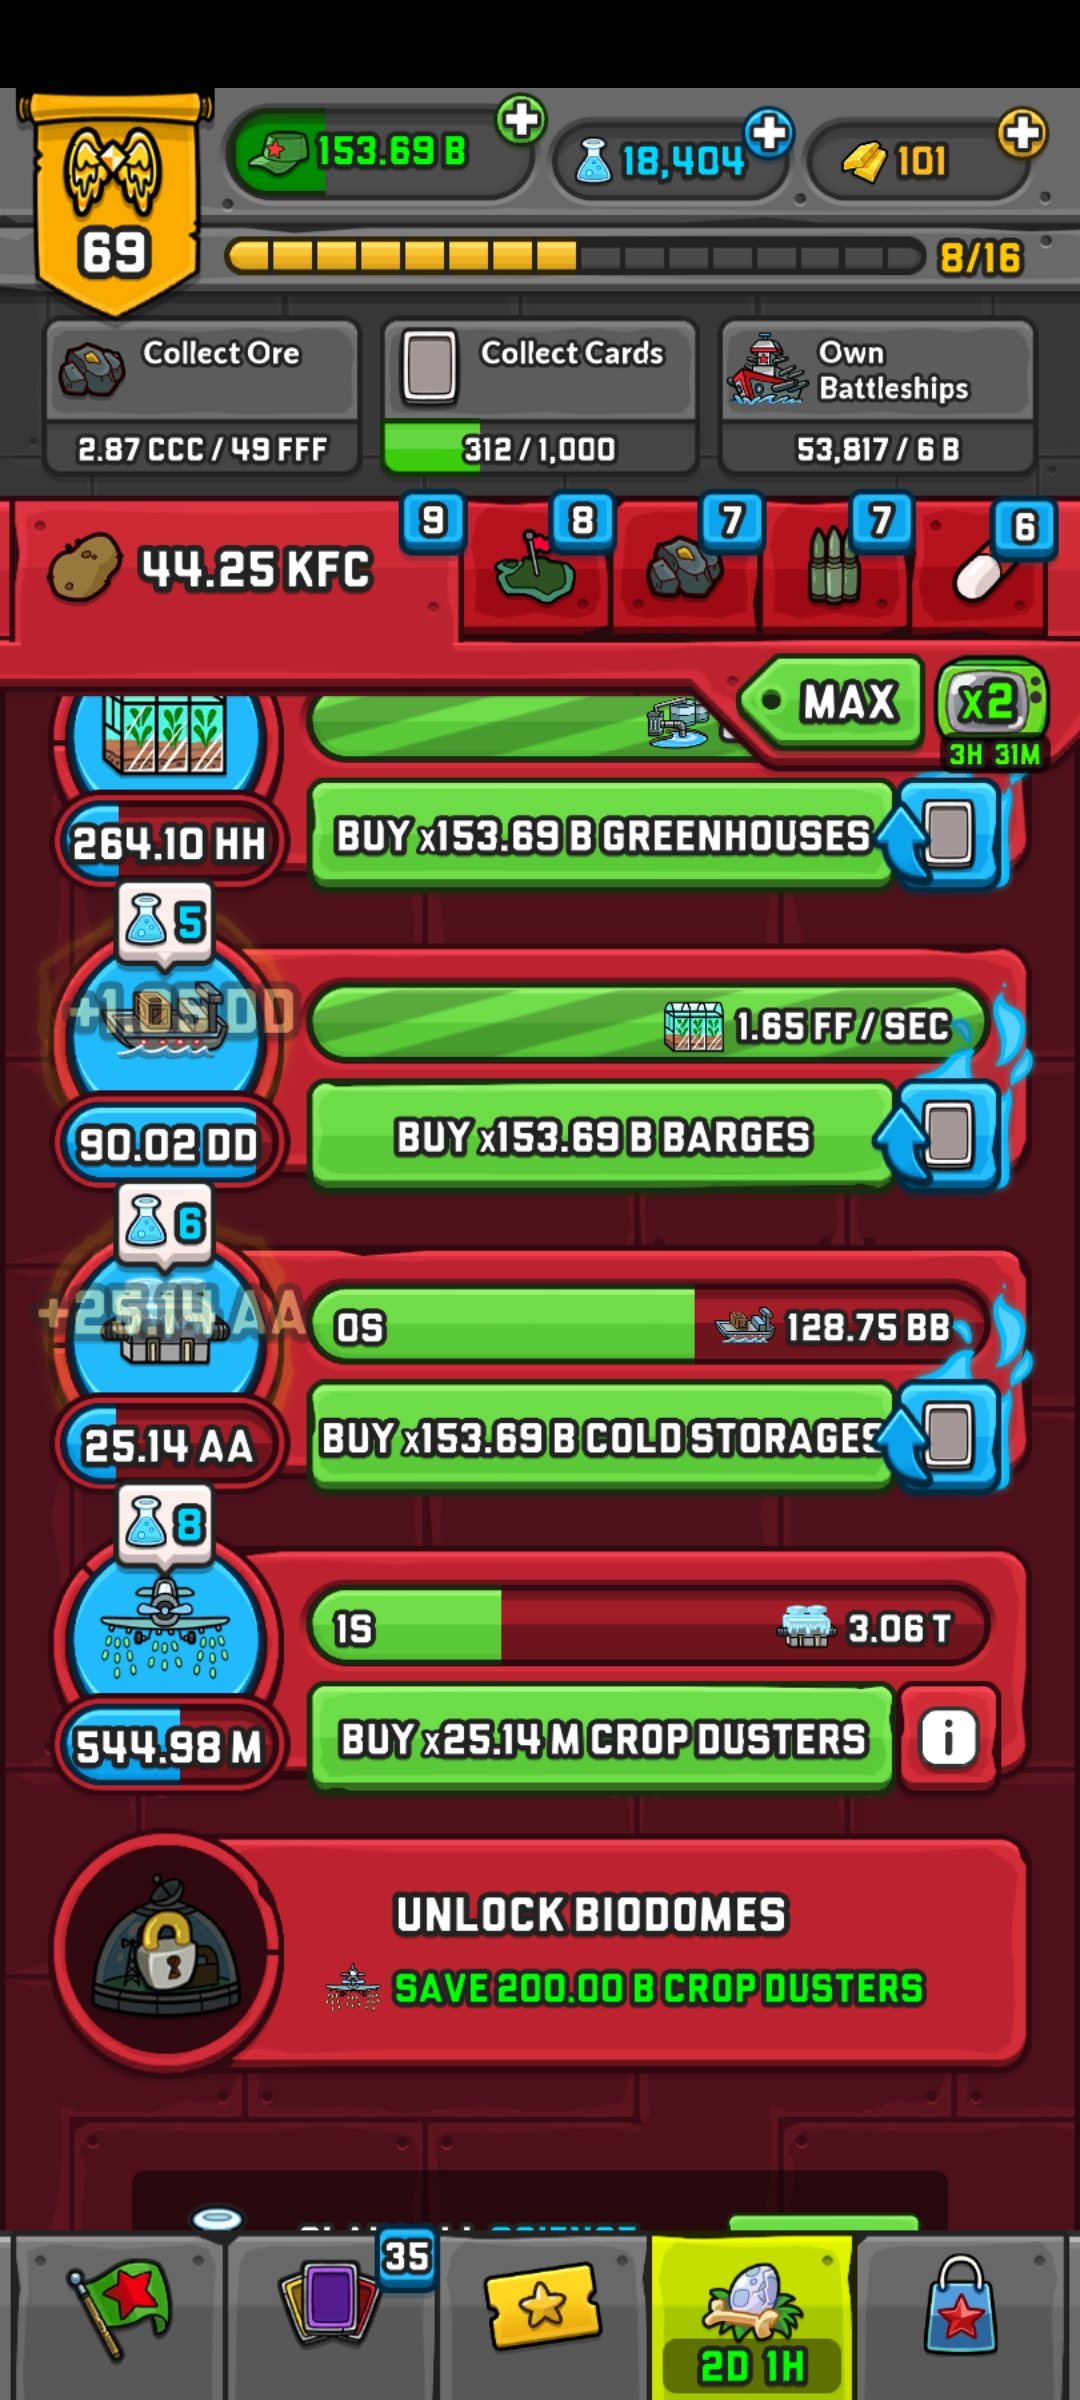 153.69 B
18,404
101
69
8/16
Collect Ore
2.87 CCC / 49 FFF
Collect Cards
312 / 1,000
Own
Battleships
53,817 / 6 B
44.25 KFC
9
8
7
7
6
MAX
x2
3H 31M
264.10 HH
BUY x153.69 B GREENHOUSES
5
1.65 FF / SEC
90.02 DD
BUY x153.69 B BARGES
6
+25.14 AA
0S
128.75 BB
25.14 AA
BUY x153.69 B COLD STORAGES
8
1S
3.06 T
544.98 M
BUY x25.14 M CROP DUSTERS
i
UNLOCK BIODOMES
SAVE 200.00 B CROP DUSTERS
35
2D 1H